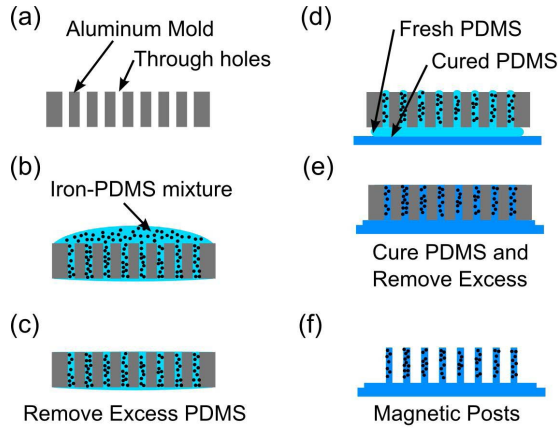 (a)
Aluminum Mold
Through holes
(b)
Iron-PDMS mixture
(c)
Remove Excess PDMS
(d)
Fresh PDMS
Cured PDMS
(e)
Cure PDMS and
Remove Excess
(f)
Magnetic Posts